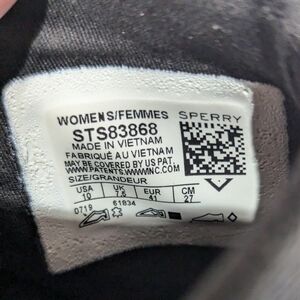 WOMENS/FEMMES SPERRY
STS83868
MADE IN VIETNAM
FABRIQUÉ AU VIETNAM
MAY BE COVERED BY US PAT.
WWW.PATENTS.WWWINC.COM
SIZE/GRANDEUR
USA UK EUR CM
10 7.5 41 27
0719 61834